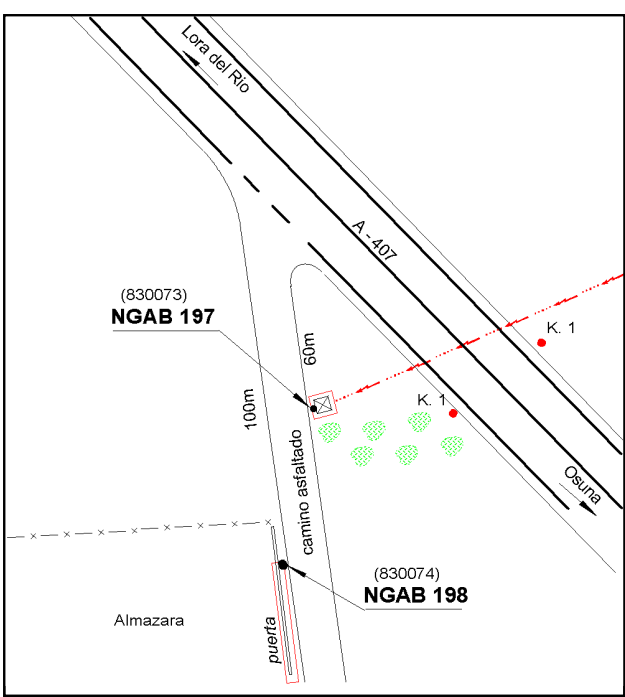 Lora del Rio
A - 407
(830073)
NGAB 197
K. 1
60m
K. 1
100m
camino asfaltado
Osuna
(830074)
NGAB 198
Almazara
puerta